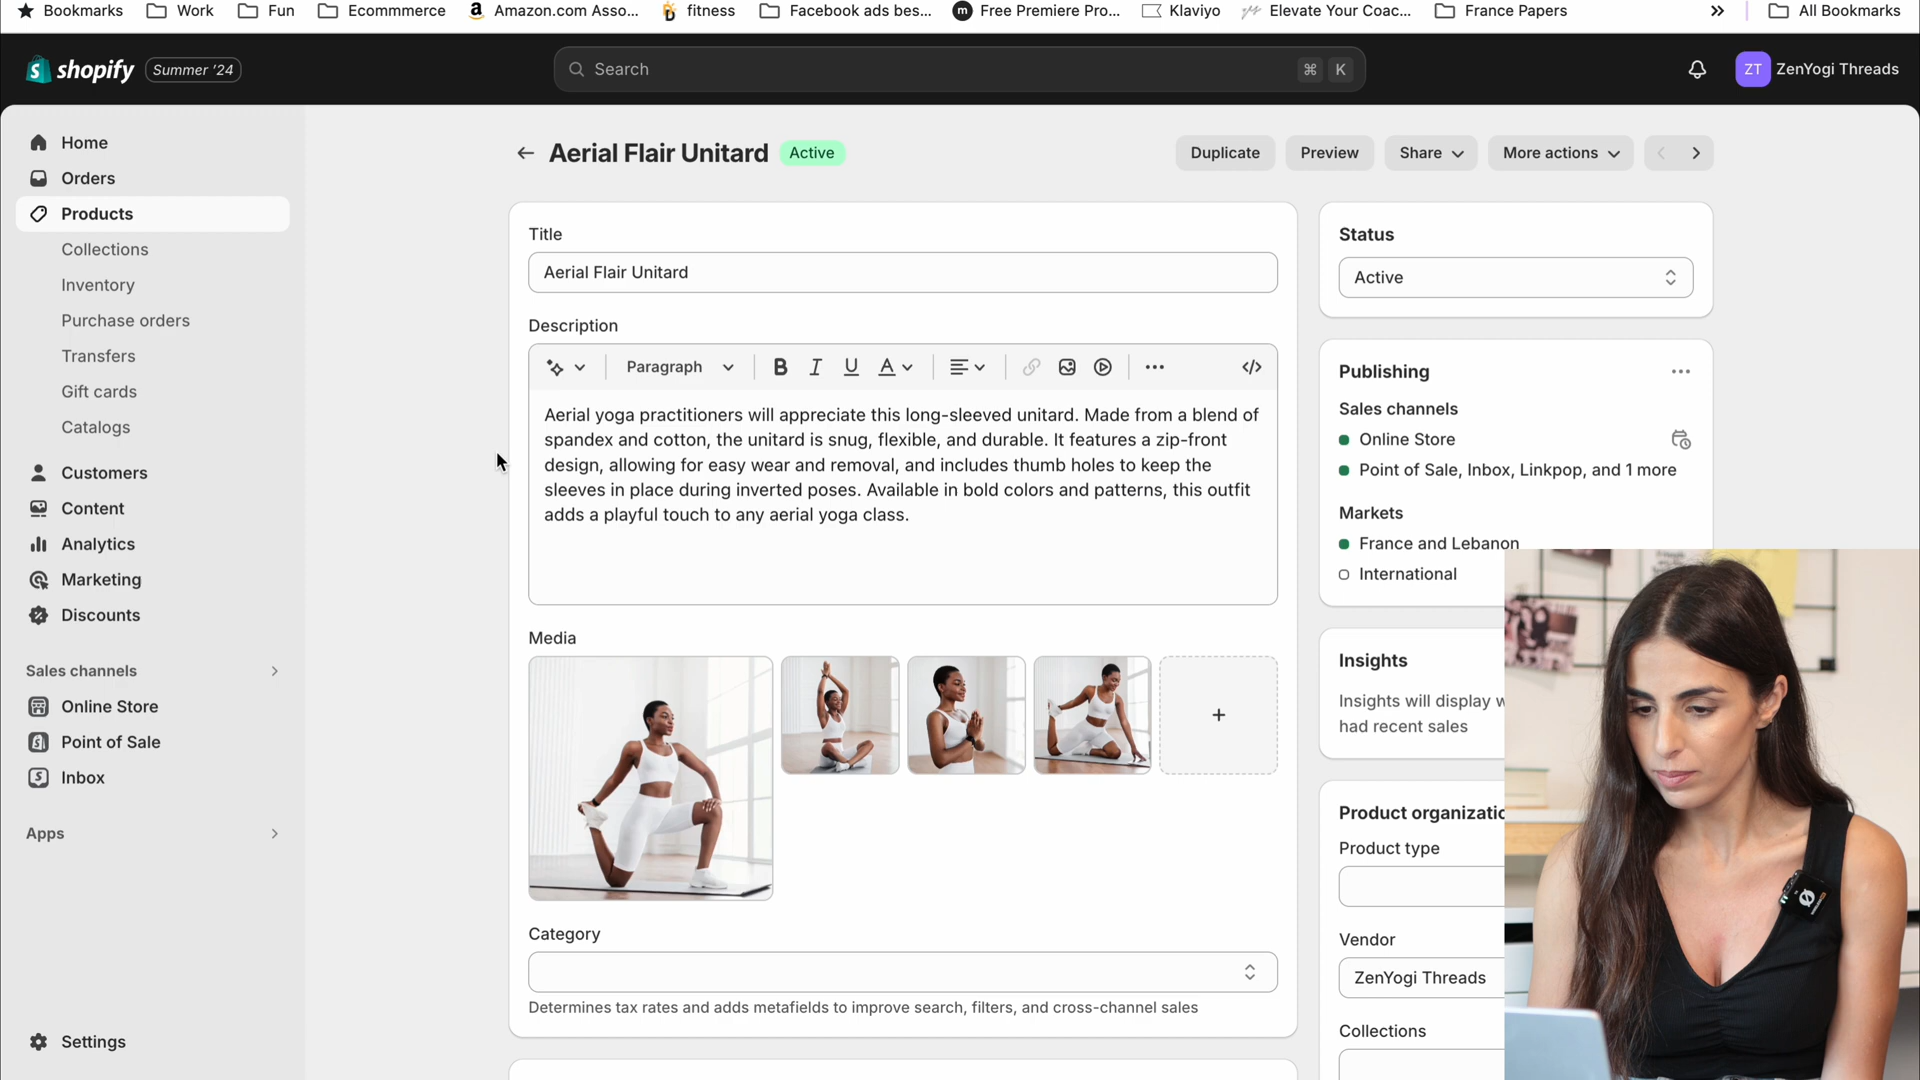 Bookmarks Work Fun Ecommmerce Amazon.com Asso... fitness Facebook ads bes... Free Premiere Pro... Klaviyo Elevate Your Coac... France Papers » All Bookmarks
shopify Summer '24 Search ⌘ K ZT ZenYogi Threads
Home
Orders
Products
Collections
Inventory
Purchase orders
Transfers
Gift cards
Catalogs
Customers
Content
Analytics
Marketing
Discounts
Sales channels
Online Store
Point of Sale
Inbox
Apps
Settings
Aerial Flair Unitard Active Duplicate Preview Share More actions
Title
Aerial Flair Unitard
Description
Paragraph B I U A
Aerial yoga practitioners will appreciate this long-sleeved unitard. Made from a blend of
spandex and cotton, the unitard is snug, flexible, and durable. It features a zip-front
design, allowing for easy wear and removal, and includes thumb holes to keep the
sleeves in place during inverted poses. Available in bold colors and patterns, this outfit
adds a playful touch to any aerial yoga class.
Media
Category
Determines tax rates and adds metafields to improve search, filters, and cross-channel sales
Status
Active
Publishing
Sales channels
Online Store
Point of Sale, Inbox, Linkpop, and 1 more
Markets
France and Lebanon
International
Insights
Insights will display w
had recent sales
Product organizatio
Product type
Vendor
ZenYogi Threads
Collections